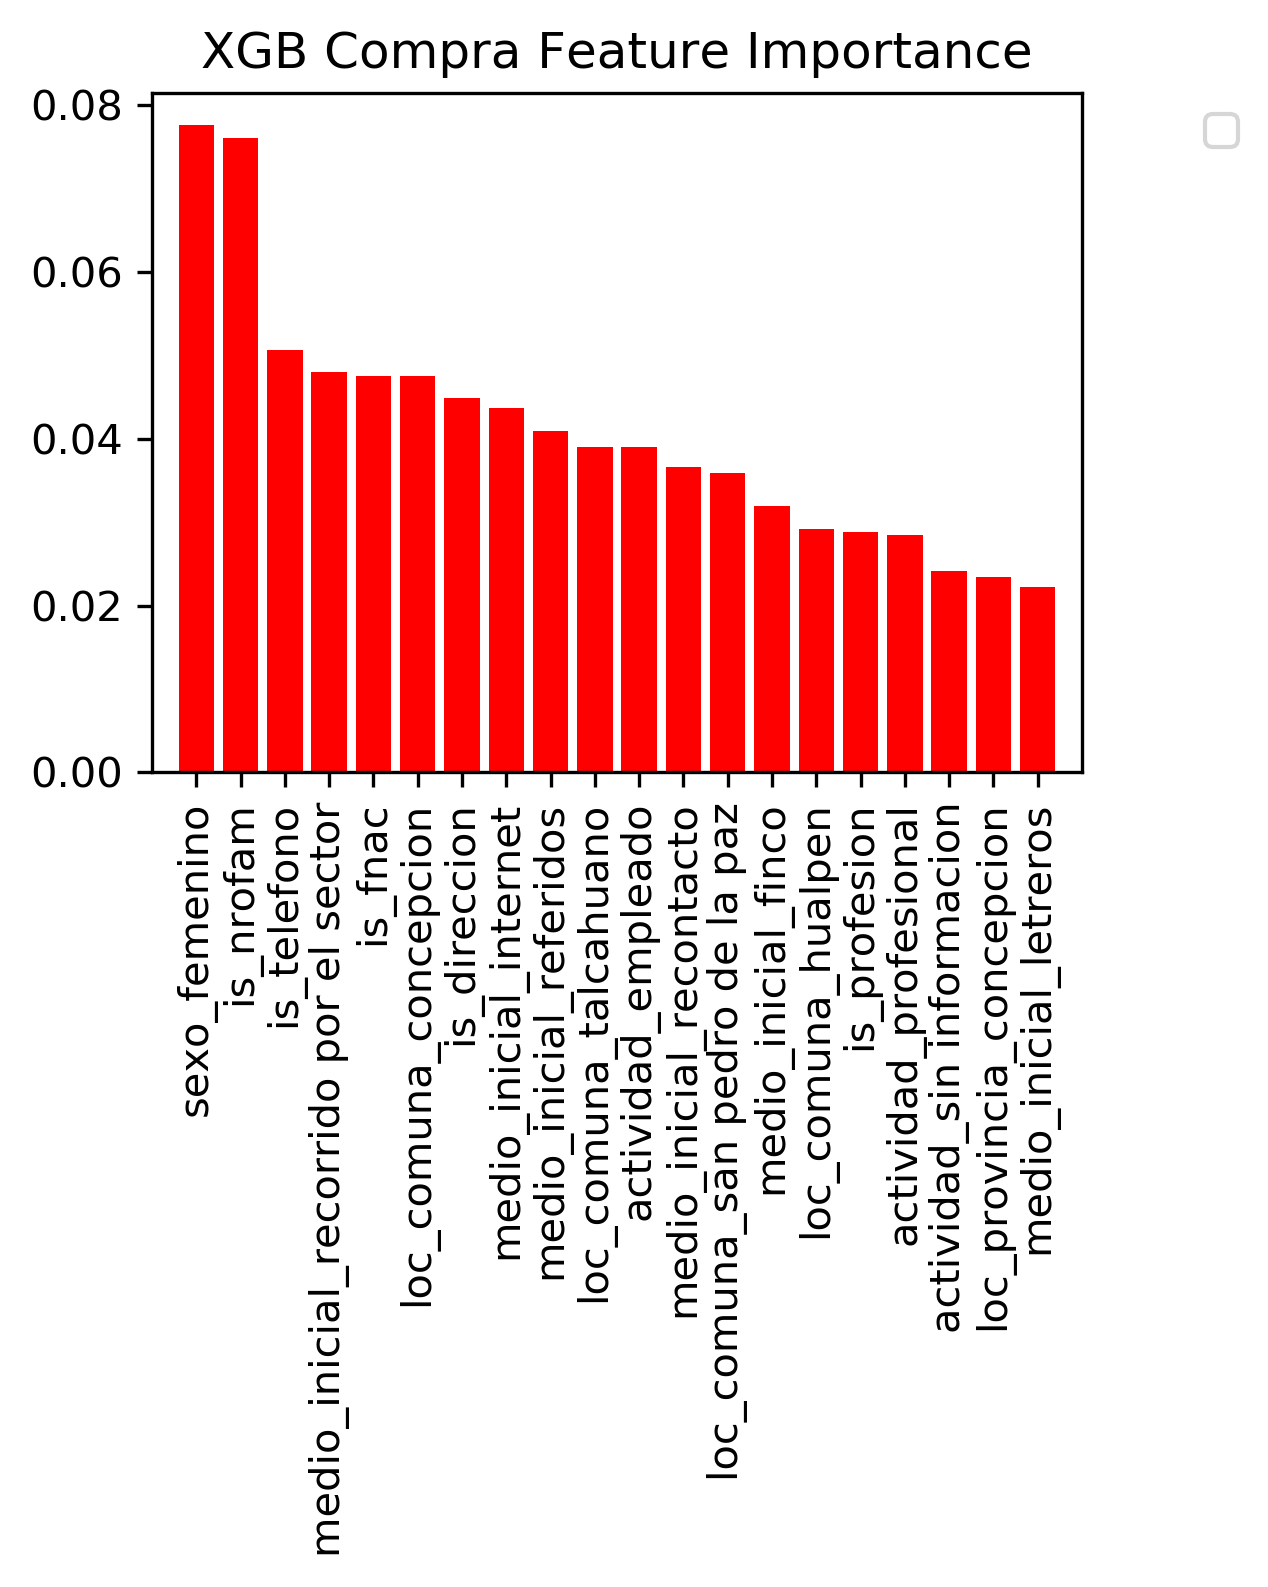 XGB Compra Feature Importance
0.08
0.06
0.04
0.02
0.00
sexo_femenino
is_nrofam
is_telefono
medio_inicial_recorrido por el sector
is_fnac
loc_comuna_concepcion
is_direccion
medio_inicial_internet
medio_inicial_referidos
loc_comuna_talcahuano
actividad_empleado
medio_inicial_recontacto
loc_comuna_san pedro de la paz
medio_inicial_finco
loc_comuna_hualpen
is_profesion
actividad_profesional
actividad_sin informacion
loc_provincia_concepcion
medio_inicial_letreros